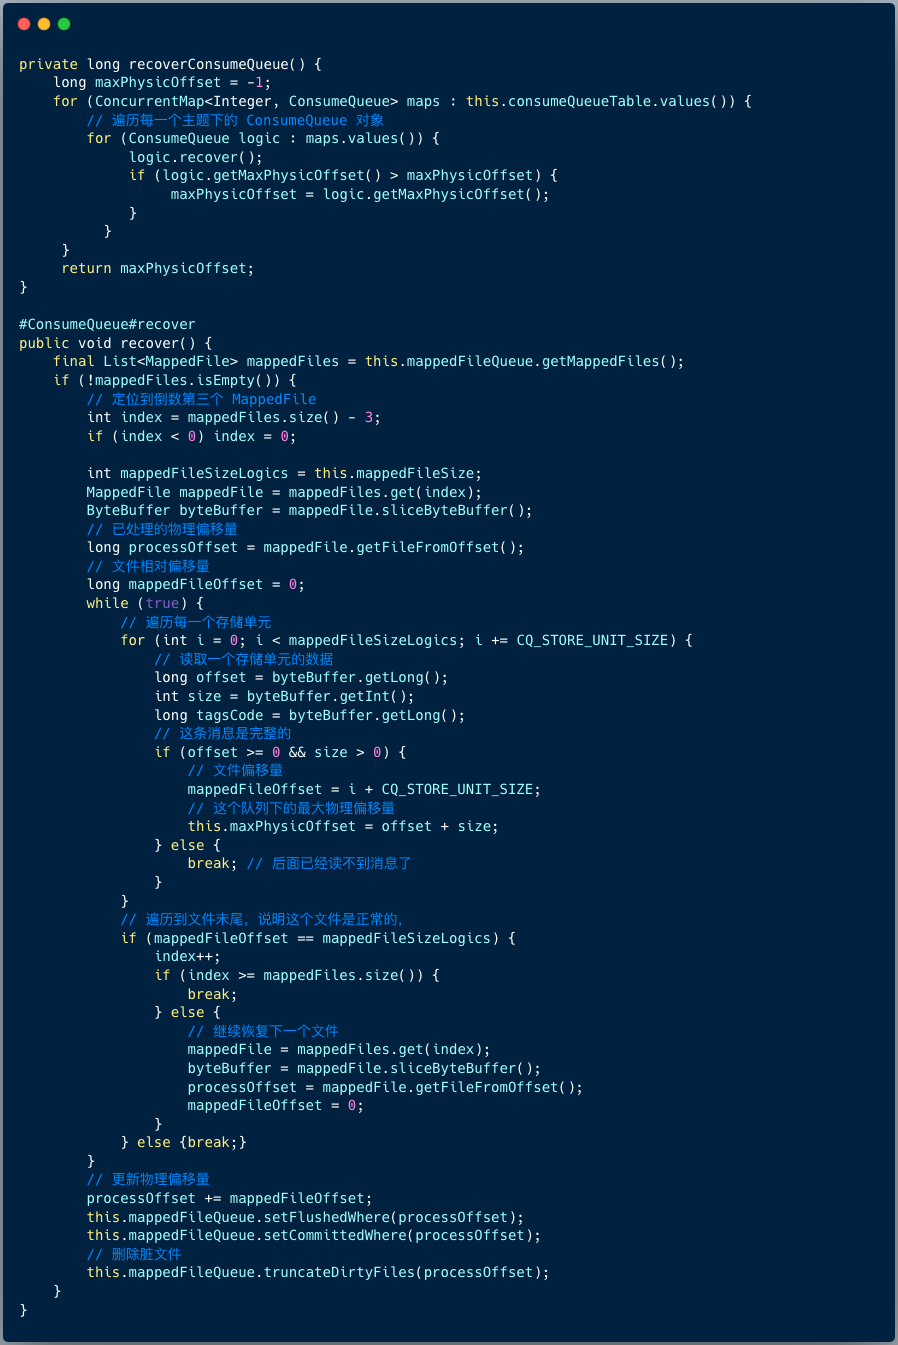 private long recoverConsumeQueue() {
    long maxPhysicOffset = -1;
    for (ConcurrentMap<Integer, ConsumeQueue> maps : this.consumeQueueTable.values()) {
        // 遍历每一个主题下的 ConsumeQueue 对象
        for (ConsumeQueue logic : maps.values()) {
             logic.recover();
             if (logic.getMaxPhysicOffset() > maxPhysicOffset) {
                  maxPhysicOffset = logic.getMaxPhysicOffset();
             }
          }
     }
     return maxPhysicOffset;
}

#ConsumeQueue#recover
public void recover() {
    final List<MappedFile> mappedFiles = this.mappedFileQueue.getMappedFiles();
    if (!mappedFiles.isEmpty()) {
        // 定位到倒数第三个 MappedFile
        int index = mappedFiles.size() - 3;
        if (index < 0) index = 0;

        int mappedFileSizeLogics = this.mappedFileSize;
        MappedFile mappedFile = mappedFiles.get(index);
        ByteBuffer byteBuffer = mappedFile.sliceByteBuffer();
        // 已处理的物理偏移量
        long processOffset = mappedFile.getFileFromOffset();
        // 文件相对偏移量
        long mappedFileOffset = 0;
        while (true) {
            // 遍历每一个存储单元
            for (int i = 0; i < mappedFileSizeLogics; i += CQ_STORE_UNIT_SIZE) {
                // 读取一个存储单元的数据
                long offset = byteBuffer.getLong();
                int size = byteBuffer.getInt();
                long tagsCode = byteBuffer.getLong();
                // 这条消息是完整的
                if (offset >= 0 && size > 0) {
                    // 文件偏移量
                    mappedFileOffset = i + CQ_STORE_UNIT_SIZE;
                    // 这个队列下的最大物理偏移量
                    this.maxPhysicOffset = offset + size;
                } else {
                    break; // 后面已经读不到消息了
                }
            }
            // 遍历到文件末尾，说明这个文件是正常的，
            if (mappedFileOffset == mappedFileSizeLogics) {
                index++;
                if (index >= mappedFiles.size()) {
                    break;
                } else {
                    // 继续恢复下一个文件
                    mappedFile = mappedFiles.get(index);
                    byteBuffer = mappedFile.sliceByteBuffer();
                    processOffset = mappedFile.getFileFromOffset();
                    mappedFileOffset = 0;
                }
            } else {break;}
        }
        // 更新物理偏移量
        processOffset += mappedFileOffset;
        this.mappedFileQueue.setFlushedWhere(processOffset);
        this.mappedFileQueue.setCommittedWhere(processOffset);
        // 删除脏文件
        this.mappedFileQueue.truncateDirtyFiles(processOffset);
    }
}